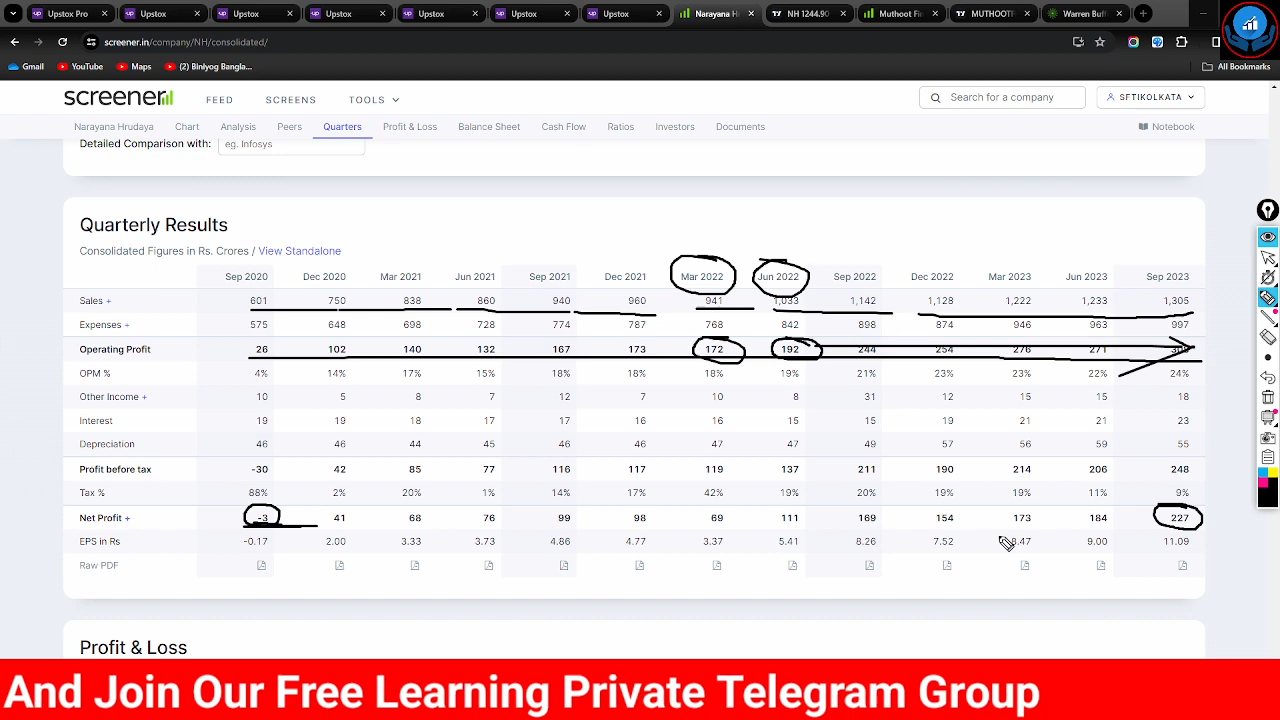 Upstox Pro Upstox Upstox Upstox Upstox Upstox Upstox Narayana H NH 1244.90 Muthoot Fi MUTHOOTF Warren Buf
screener.in/company/NH/consolidated/
Gmail YouTube Maps (2) Biniyog Bangla... All Bookmarks
screener FEED SCREENS TOOLS Search for a company SFTIKOLKATA
Narayana Hrudaya Chart Analysis Peers Quarters Profit & Loss Balance Sheet Cash Flow Ratios Investors Documents Notebook
Detailed Comparison with: eg. Infosys
Quarterly Results
Consolidated Figures in Rs. Crores / View Standalone
Sep 2020 Dec 2020 Mar 2021 Jun 2021 Sep 2021 Dec 2021 Mar 2022 Jun 2022 Sep 2022 Dec 2022 Mar 2023 Jun 2023 Sep 2023
Sales + 601 750 838 860 940 960 941 1,033 1,142 1,128 1,222 1,233 1,305
Expenses + 575 648 698 728 774 787 768 842 898 874 946 963 997
Operating Profit 26 102 140 132 167 173 172 192 244 254 276 271
OPM % 4% 14% 17% 15% 18% 18% 18% 19% 21% 23% 23% 22% 24%
Other Income + 10 5 8 7 12 7 10 8 31 12 15 15 18
Interest 19 19 18 17 17 16 16 15 15 19 21 21 23
Depreciation 46 46 44 45 46 46 47 47 49 57 56 59 55
Profit before tax -30 42 85 77 116 117 119 137 211 190 214 206 248
Tax % 88% 2% 20% 1% 14% 17% 42% 19% 20% 19% 19% 11% 9%
Net Profit + -3 41 68 76 99 98 69 111 169 154 173 184 227
EPS in Rs -0.17 2.00 3.33 3.73 4.86 4.77 3.37 5.41 8.26 7.52 9.00 11.09
Raw PDF
Profit & Loss
And Join Our Free Learning Private Telegram Group